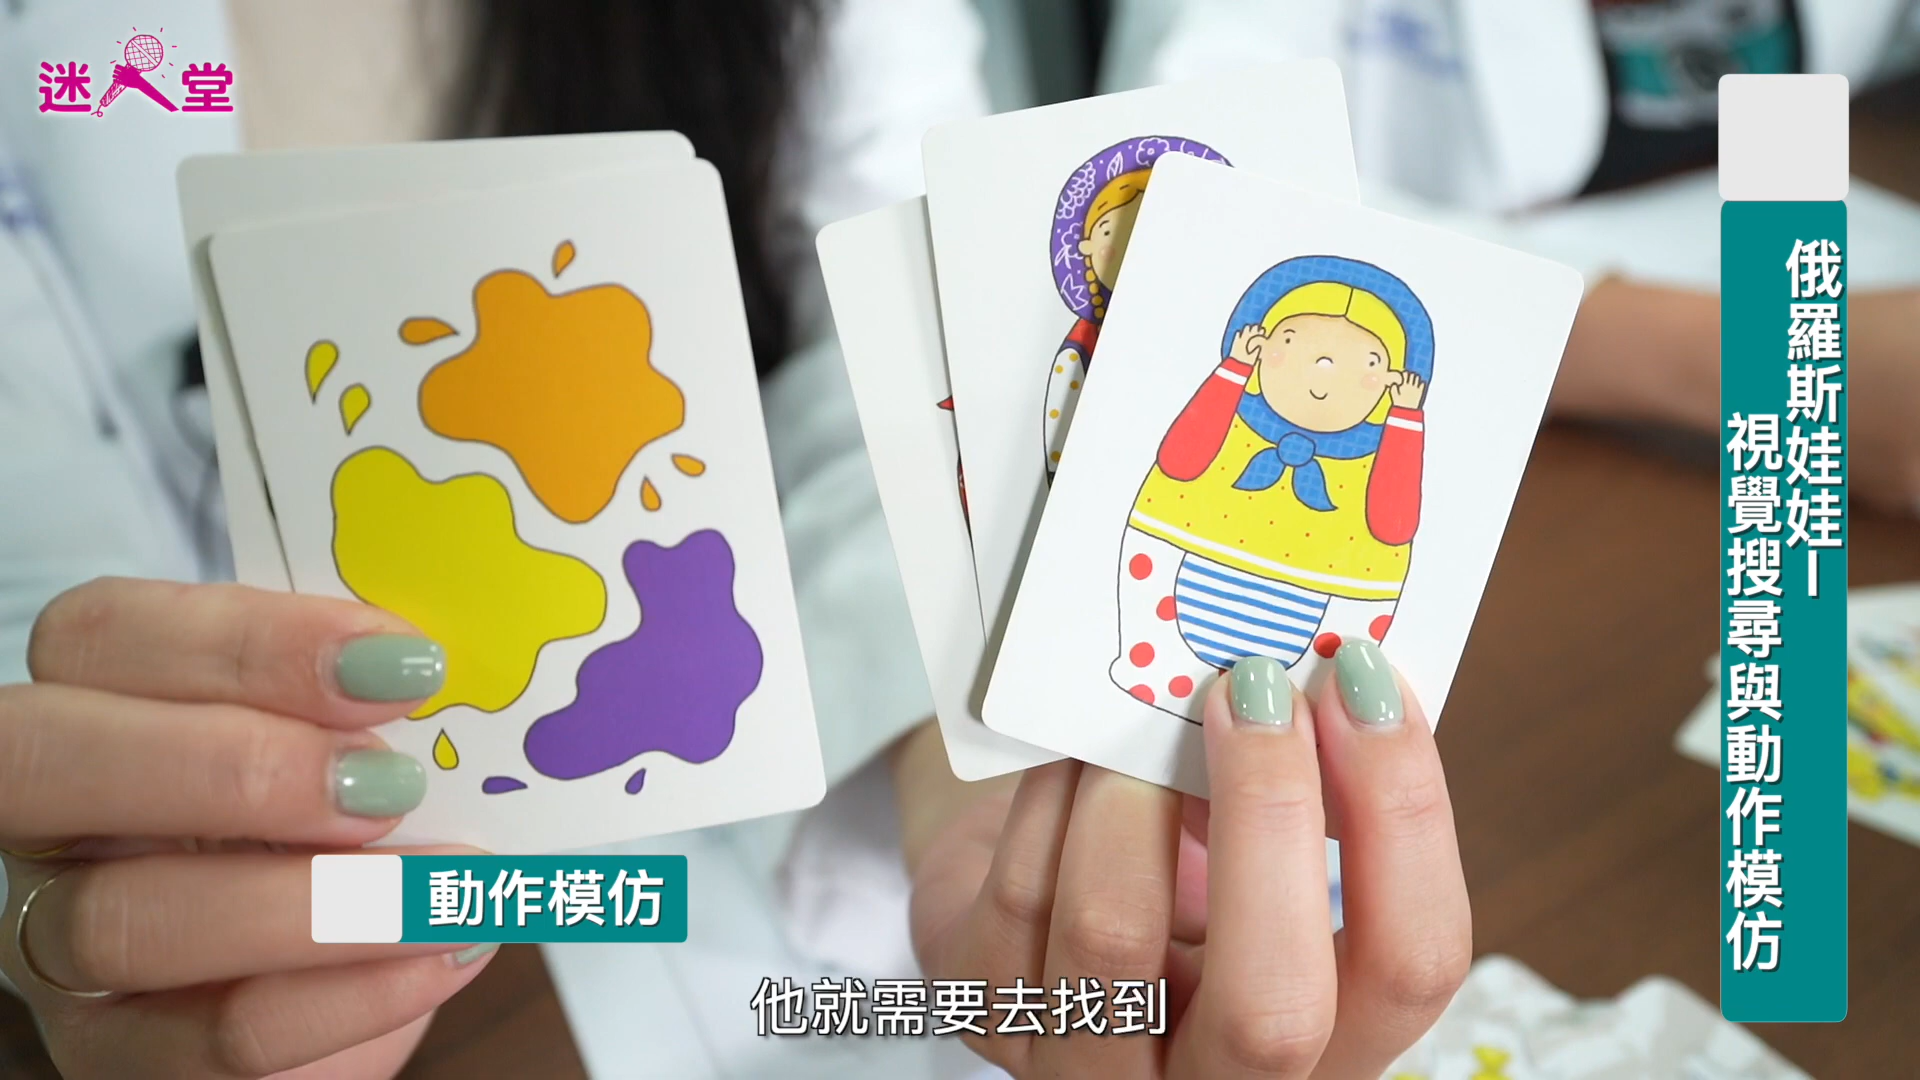 迷人堂
俄羅斯娃娃—
視覺搜尋與動作模仿
動作模仿
他就需要去找到